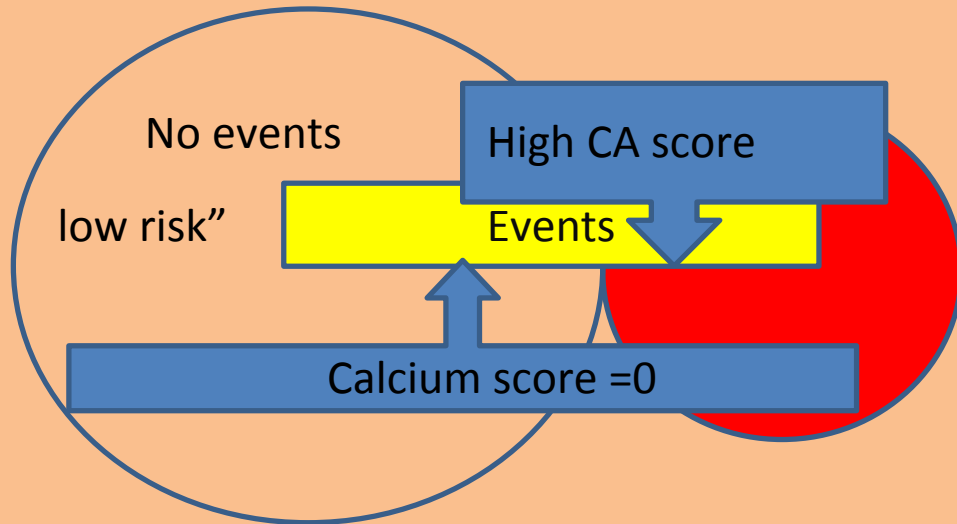 No events
High CA score
low risk”
Events
Calcium score =0